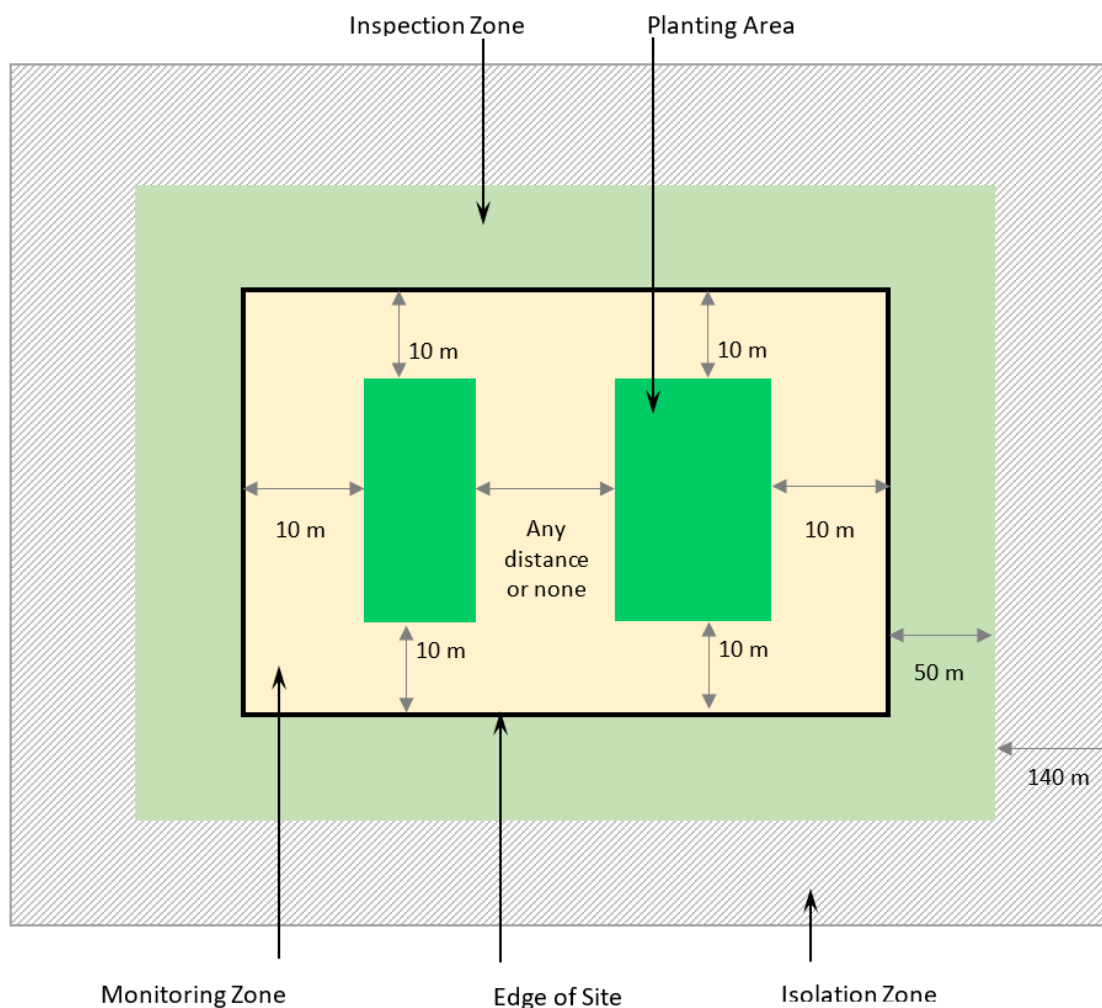 Inspection Zone
Planting Area
10 m
10 m
10 m
Any
distance
or none
10 m
10 m
10 m
50 m
140 m
Monitoring Zone
Edge of Site
Isolation Zone